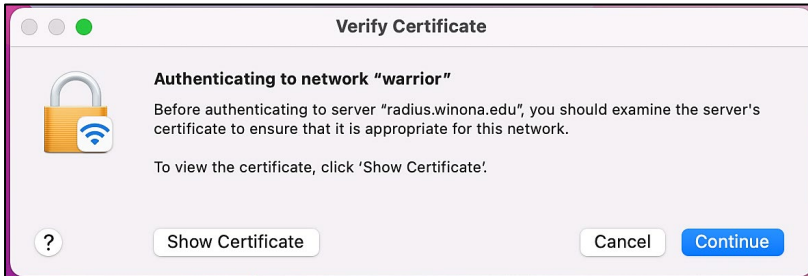 Verify Certificate
Authenticating to network “warrior”
Before authenticating to server “radius.winona.edu”, you should examine the server's
certificate to ensure that it is appropriate for this network.
To view the certificate, click ‘Show Certificate’.
?
Show Certificate
Cancel
Continue